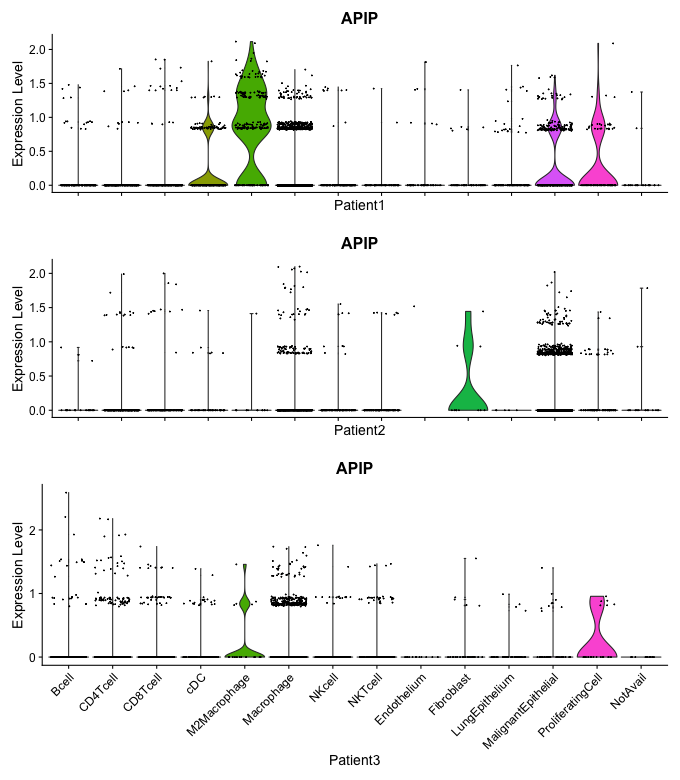 APIP
Expression Level
2.0
1.5
1.0
0.5
0.0
Patient1
APIP
Expression Level
2.0
1.5
1.0
0.5
0.0
Patient2
APIP
Expression Level
2
1
0
Bcell
CD4Tcell
CD8Tcell
cDC
M2Macrophage
Macrophage
NKcell
NKTcell
Endothelium
Fibroblast
LungEpithelium
MalignantEpithelial
ProliferatingCell
NotAvail
Patient3